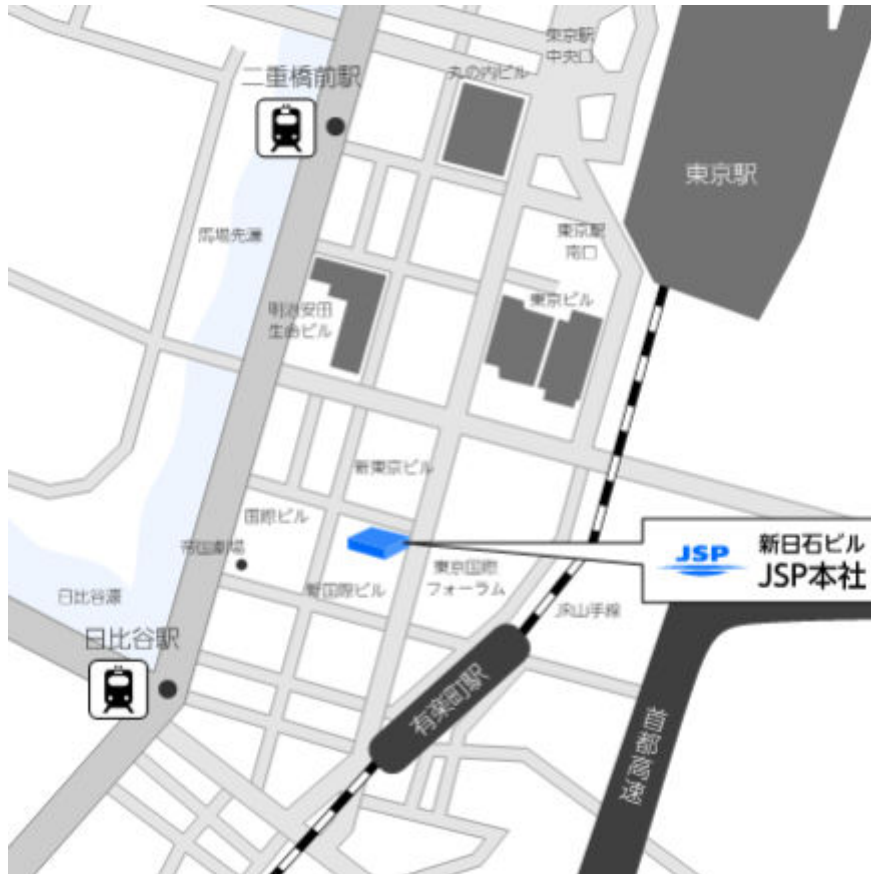 東京駅
中央口
丸の内ビル
二重橋前駅
東京駅
馬場先濠
東京駅
南口
東京ビル
明治安田
生命ビル
新東京ビル
国際ビル
帝国劇場
新国際ビル
東京国際
フォーラム
JSP
新日石ビル
JSP本社
日比谷濠
JR山手線
日比谷駅
有楽町駅
首都高速